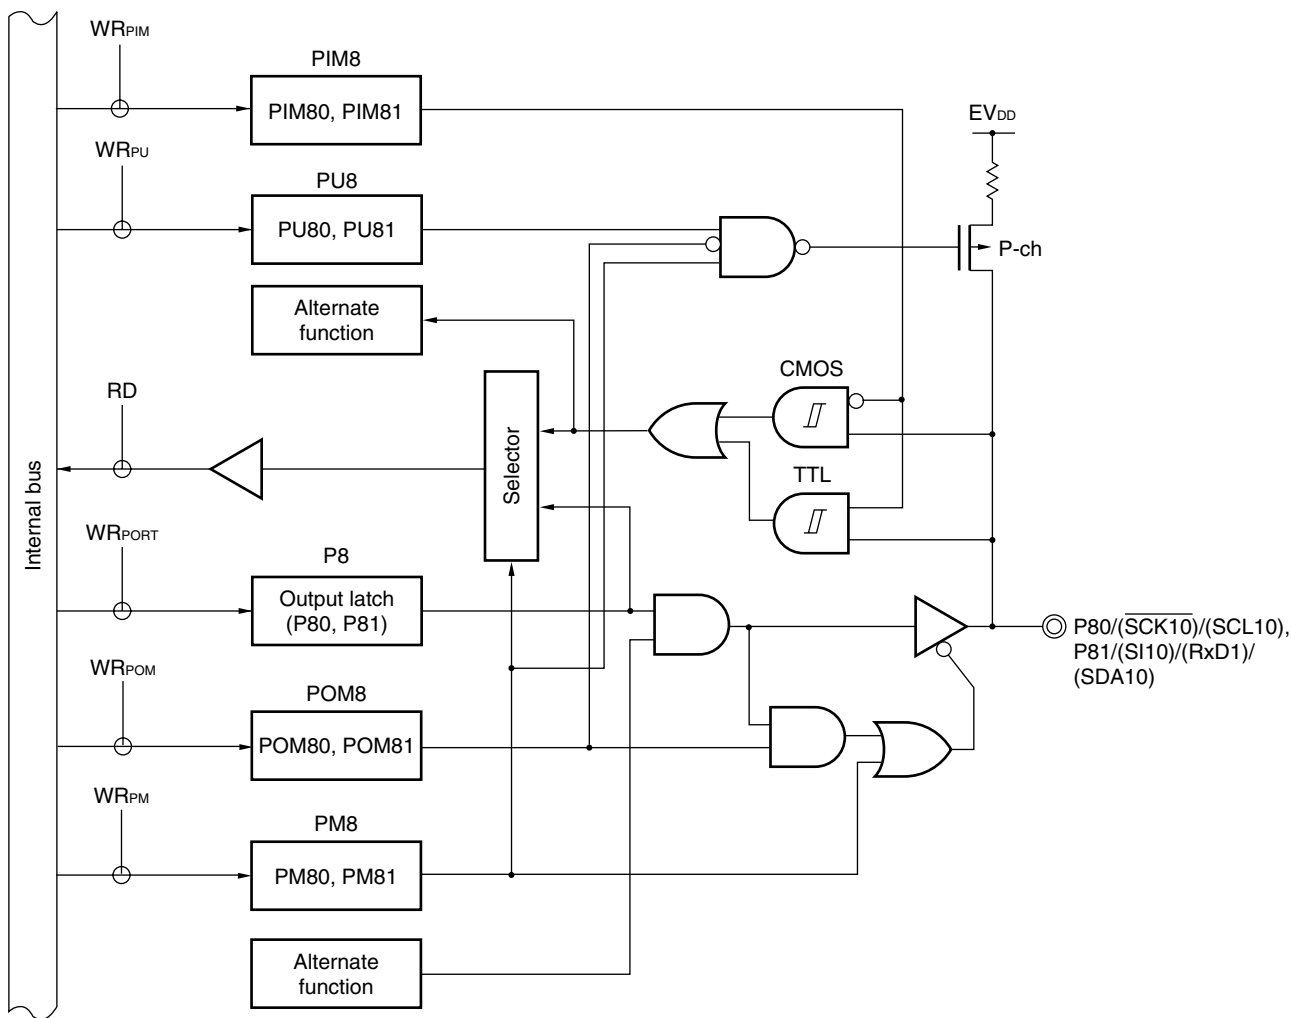 WRPIM
PIM8
PIM80, PIM81
EVDD
WRPU
PU8
PU80, PU81
P-ch
Alternate
function
CMOS
RD
Selector
TTL
Internal bus
WRPORT
P8
Output latch
(P80, P81)
P80/(SCK10)/(SCL10),
P81/(SI10)/(RxD1)/
(SDA10)
WRPOM
POM8
POM80, POM81
WRPM
PM8
PM80, PM81
Alternate
function